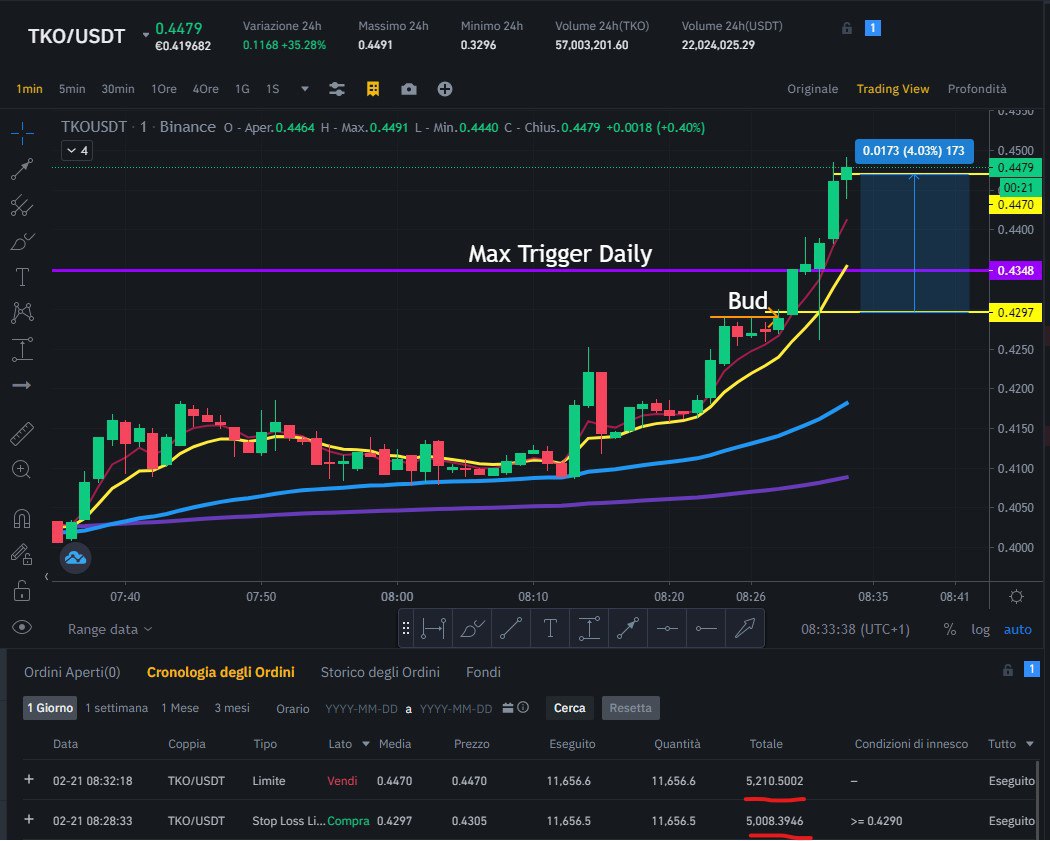 TKO/USDT
0.4479
€0.419682
Variazione 24h
0.1168 +35.28%
Massimo 24h
0.4491
Minimo 24h
0.3296
Volume 24h(TKO)
57,003,201.60
Volume 24h(USDT)
22,024,025.29
1
1min 5min 30min 1Ore 4Ore 1G 1S
Originale Trading View Profondità
TKOUSDT · 1 · Binance O - Aper.0.4464 H - Max.0.4491 L - Min.0.4440 C - Chius.0.4479 +0.0018 (+0.40%)
4
0.0173 (4.03%) 173
0.4550
0.4500
0.4479
00:21
0.4470
0.4400
Max Trigger Daily
0.4348
Bud
0.4297
0.4250
0.4200
0.4150
0.4100
0.4050
0.4000
07:40 07:50 08:00 08:10 08:20 08:26 08:35 08:41
Range data
T
08:33:38 (UTC+1) % log auto
Ordini Aperti(0) Cronologia degli Ordini Storico degli Ordini Fondi
1
1 Giorno 1 settimana 1 Mese 3 mesi Orario YYYY-MM-DD a YYYY-MM-DD Cerca Resetta
Data Coppia Tipo Lato Media Prezzo Eseguito Quantità Totale Condizioni di innesco Tutto
+ 02-21 08:32:18 TKO/USDT Limite Vendi 0.4470 0.4470 11,656.6 11,656.6 5,210.5002 – Eseguito
+ 02-21 08:28:33 TKO/USDT Stop Loss Li... Compra 0.4297 0.4305 11,656.5 11,656.5 5,008.3946 >= 0.4290 Eseguito